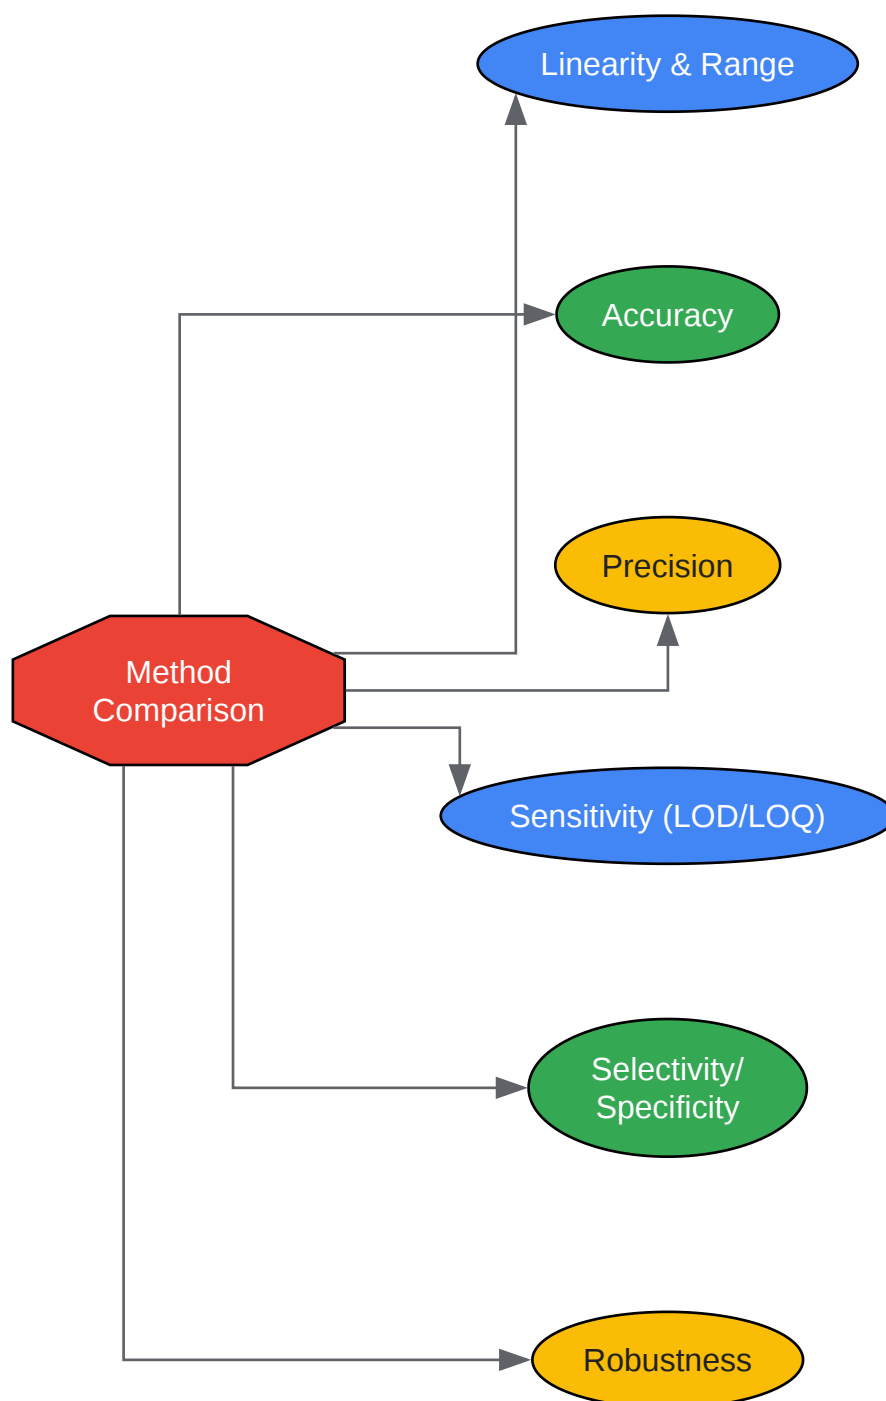 Linearity & Range
Accuracy
Precision
Method
Comparison
Sensitivity (LOD/LOQ)
Selectivity/
Specificity
Robustness